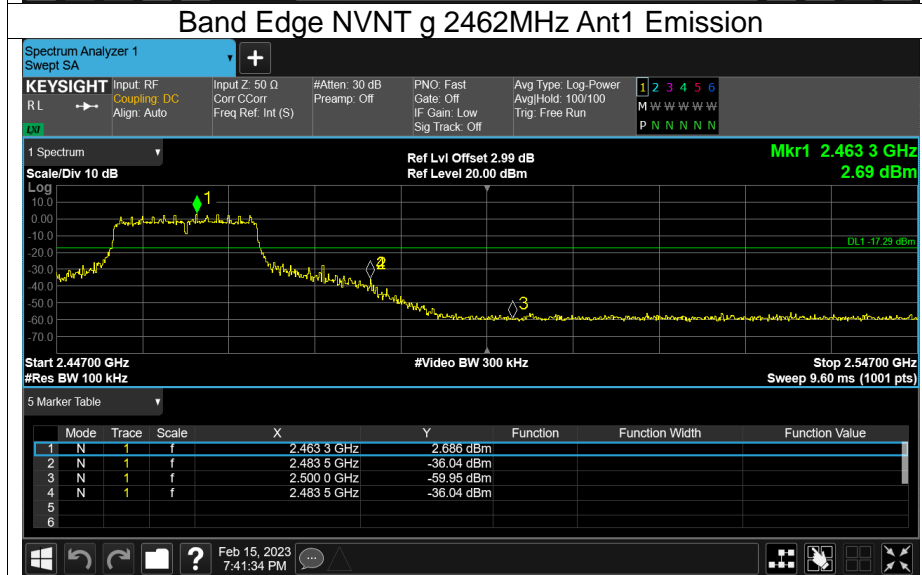 Band Edge NVNT g 2462MHz Ant1 Emission
Spectrum Analyzer 1
Swept SA
+
KEYSIGHT Input: RF Input Z: 50 Ω #Atten: 30 dB PNO: Fast Avg Type: Log-Power 1 2 3 4 5 6
RL Coupling: DC Corr CCorr Preamp: Off Gate: Off Avg|Hold: 100/100 M W W W W W
Align: Auto Freq Ref: Int (S) IF Gain: Low Trig: Free Run
LXI Sig Track: Off P N N N N N
1 Spectrum Ref Lvl Offset 2.99 dB Mkr1 2.463 3 GHz
Scale/Div 10 dB Ref Level 20.00 dBm 2.69 dBm
Log
10.0 1
0.00
-10.0
DL1 -17.29 dBm
-20.0
-30.0 2
-40.0
-50.0 3
-60.0
-70.0
Start 2.44700 GHz #Video BW 300 kHz Stop 2.54700 GHz
#Res BW 100 kHz Sweep 9.60 ms (1001 pts)
5 Marker Table
Mode Trace Scale X Y Function Function Width Function Value
1 N 1 f 2.463 3 GHz 2.686 dBm
2 N 1 f 2.483 5 GHz -36.04 dBm
3 N 1 f 2.500 0 GHz -59.95 dBm
4 N 1 f 2.483 5 GHz -36.04 dBm
5
6
? Feb 15, 2023
7:41:34 PM